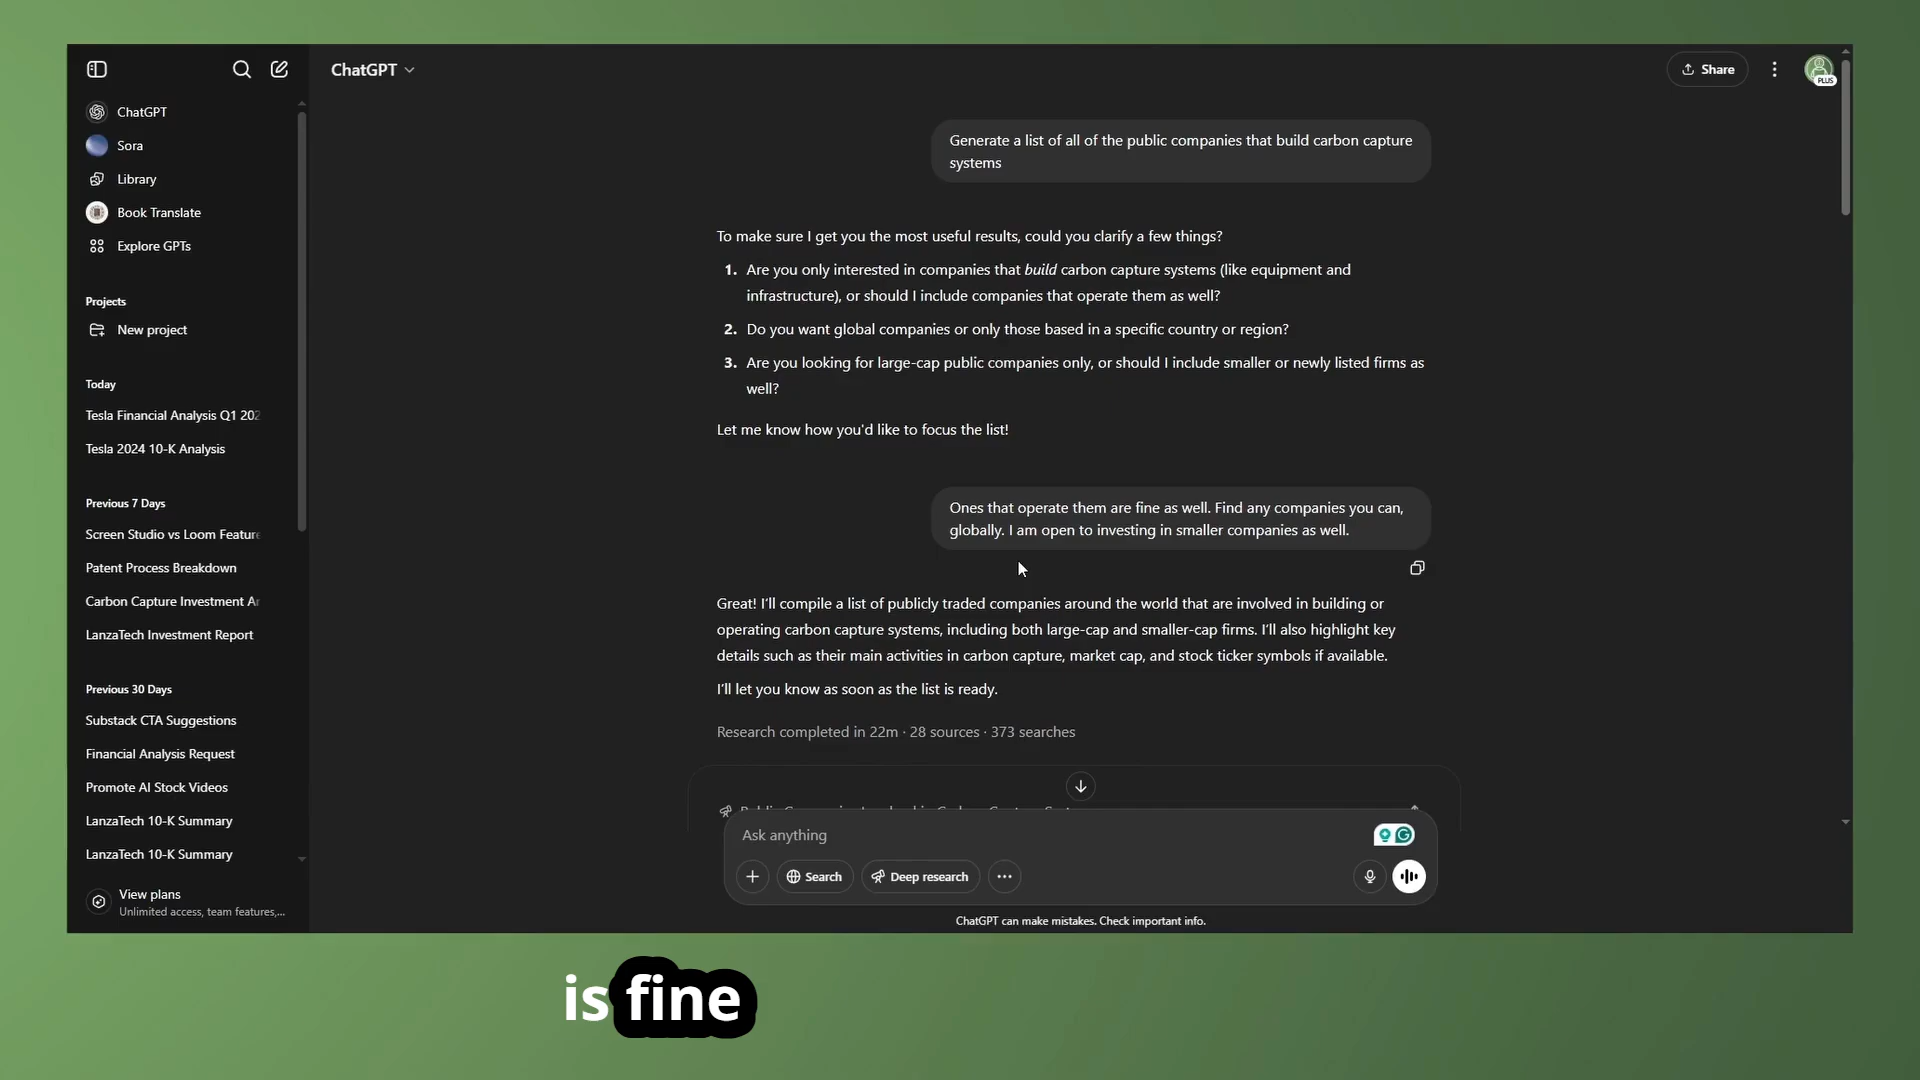 ChatGPT
Share
PLUS
ChatGPT
Sora
Library
Book Translate
Explore GPTs
Projects
New project
Today
Tesla Financial Analysis Q1 202
Tesla 2024 10-K Analysis
Previous 7 Days
Screen Studio vs Loom Feature
Patent Process Breakdown
Carbon Capture Investment Ar
LanzaTech Investment Report
Previous 30 Days
Substack CTA Suggestions
Financial Analysis Request
Promote AI Stock Videos
LanzaTech 10-K Summary
LanzaTech 10-K Summary
View plans
Unlimited access, team features,...
Generate a list of all of the public companies that build carbon capture
systems
To make sure I get you the most useful results, could you clarify a few things?
1. Are you only interested in companies that build carbon capture systems (like equipment and
infrastructure), or should I include companies that operate them as well?
2. Do you want global companies or only those based in a specific country or region?
3. Are you looking for large-cap public companies only, or should I include smaller or newly listed firms as
well?
Let me know how you'd like to focus the list!
Ones that operate them are fine as well. Find any companies you can,
globally. I am open to investing in smaller companies as well.
Great! I'll compile a list of publicly traded companies around the world that are involved in building or
operating carbon capture systems, including both large-cap and smaller-cap firms. I'll also highlight key
details such as their main activities in carbon capture, market cap, and stock ticker symbols if available.
I'll let you know as soon as the list is ready.
Research completed in 22m · 28 sources · 373 searches
Ask anything
Search
Deep research
ChatGPT can make mistakes. Check important info.
is fine